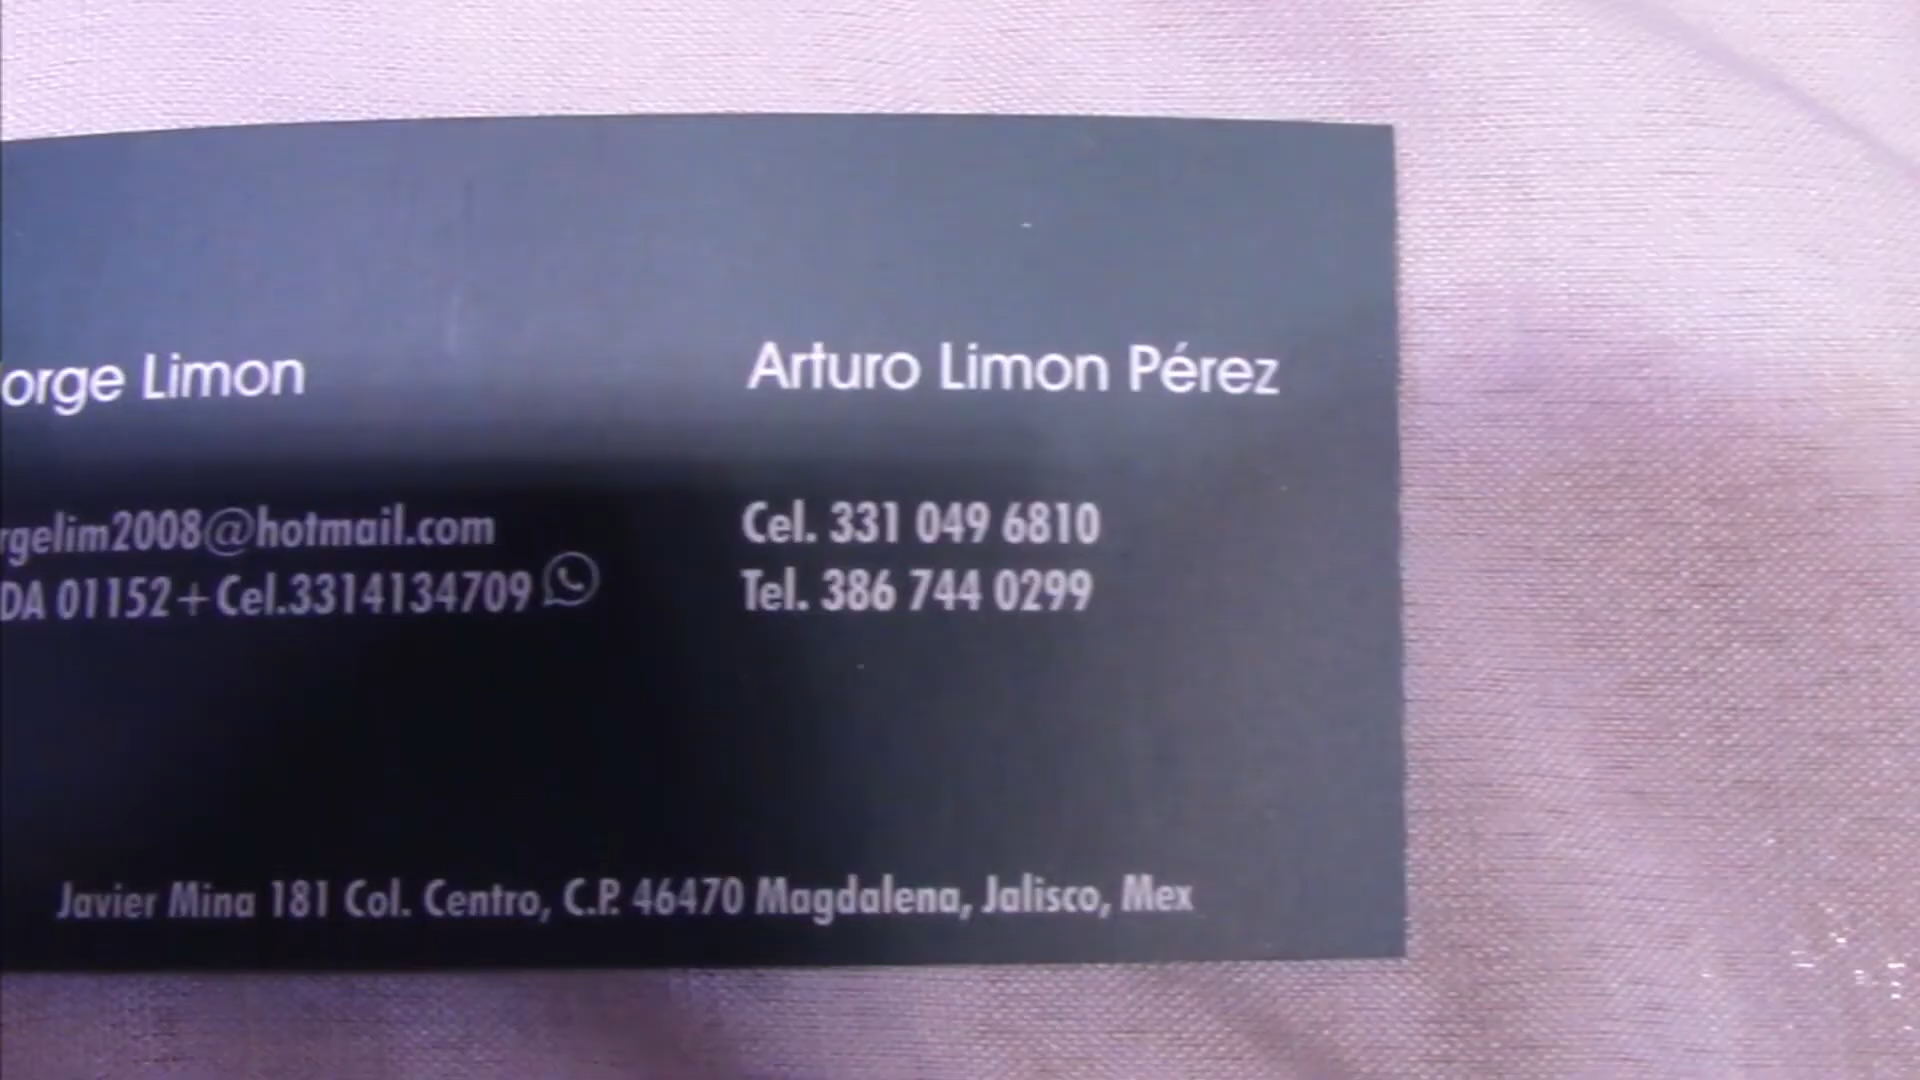 orge Limon
Arturo Limon Pérez
rgelim2008@hotmail.com
DA 01152+Cel.3314134709
Cel. 331 049 6810
Tel. 386 744 0299
Javier Mina 181 Col. Centro, C.P. 46470 Magdalena, Jalisco, Mex